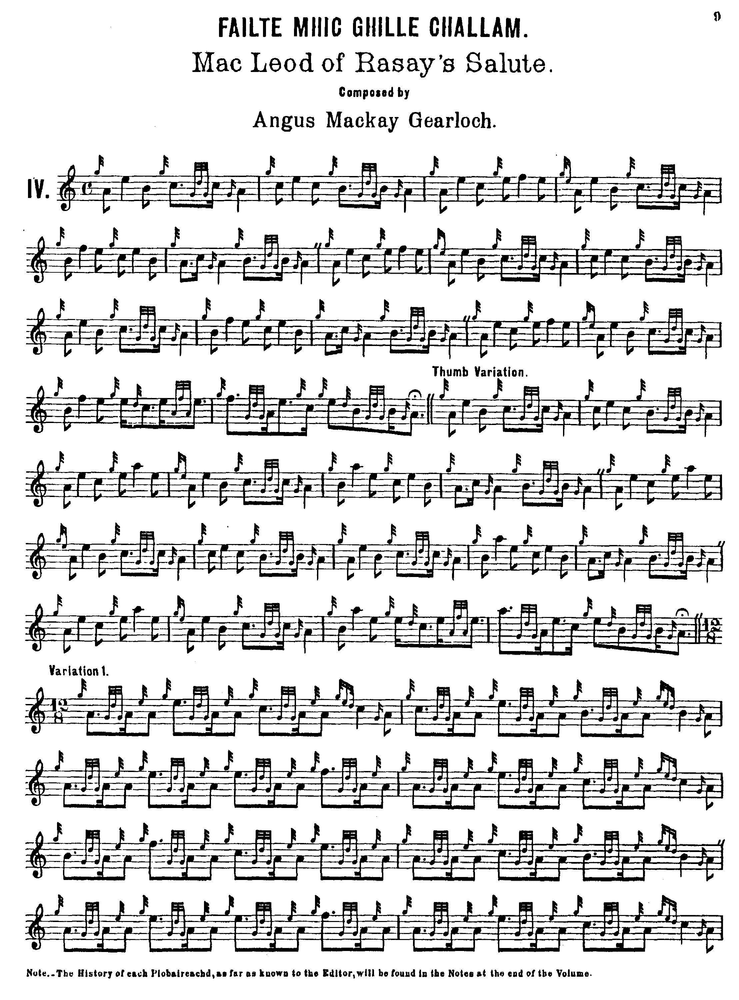 9
FAILTE MHIC GHILLE CHALLAM.
Mac Leod of Rasay's Salute.
Composed by
Angus Mackay Gearloch.
IV.
Thumb Variation.
12
8
Variation 1.
12
8
Note.-The History of each Piobaireachd, as far as known to the Editor, will be found in the Notes at the end of the Volume.